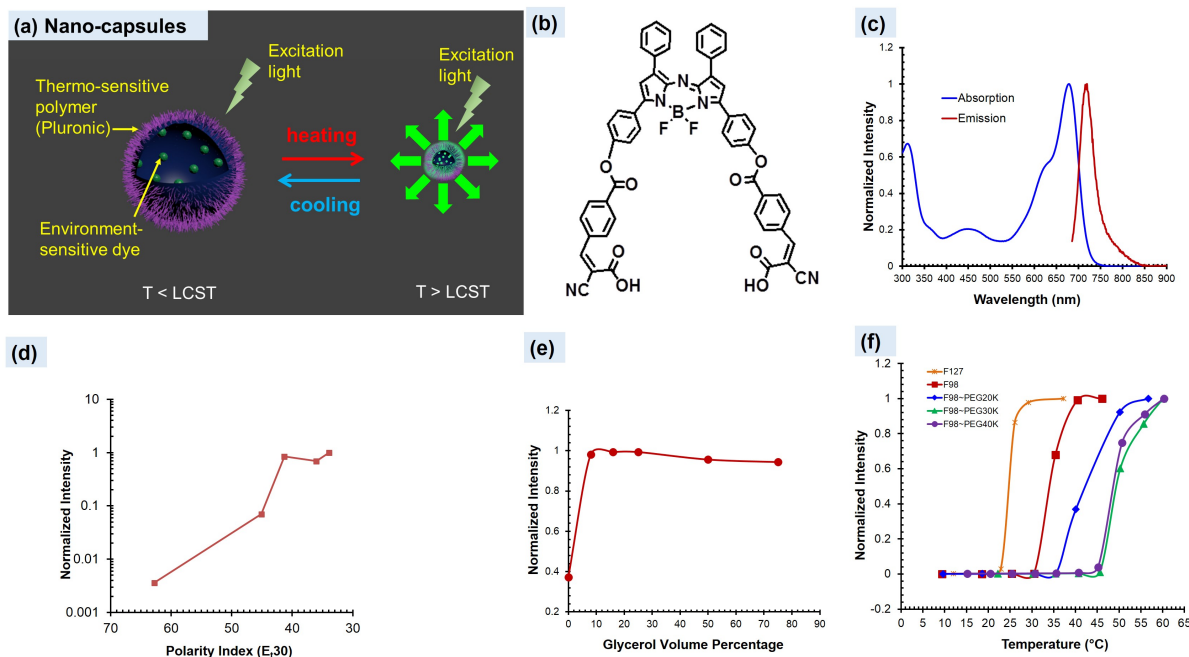 (a) Nano-capsules
Excitation
light
Thermo-sensitive
polymer
(Pluronic)
Environment-
sensitive dye
heating
cooling
Excitation
light
T < LCST
T > LCST
(b)
N
N
N
B
F
F
O
O
O
O
NC
O
OH
O
HO
CN
(c)
Normalized Intensity
1.2
1
0.8
0.6
0.4
0.2
0
Absorption
Emission
300 350 400 450 500 550 600 650 700 750 800 850 900
Wavelength (nm)
(d)
Normalized Intensity
10
1
0.1
0.01
0.001
70 60 50 40 30
Polarity Index (E,30)
(e)
Normalized Intensity
1.2
1
0.8
0.6
0.4
0.2
0 10 20 30 40 50 60 70 80 90
Glycerol Volume Percentage
(f)
Normalized Intensity
1.2
1
0.8
0.6
0.4
0.2
0
-0.2
F127
F98
F98~PEG20K
F98~PEG30K
F98~PEG40K
0 5 10 15 20 25 30 35 40 45 50 55 60 65
Temperature (°C)